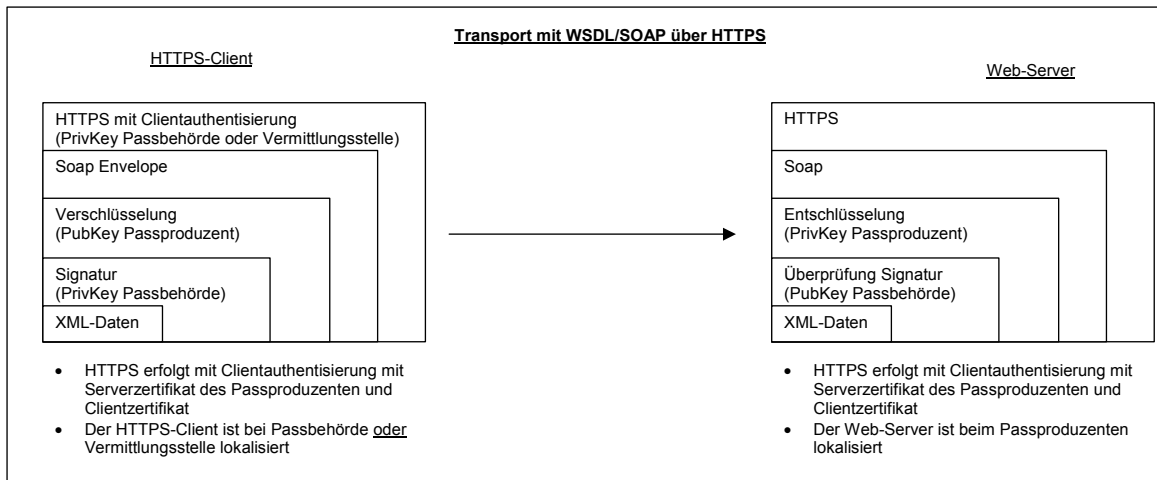 Transport mit WSDL/SOAP über HTTPS
HTTPS-Client
HTTPS mit Clientauthentisierung
(PrivKey Passbehörde oder Vermittlungsstelle)
Soap Envelope
Verschlüsselung
(PubKey Passproduzent)
Signatur
(PrivKey Passbehörde)
XML-Daten
• HTTPS erfolgt mit Clientauthentisierung mit
Serverzertifikat des Passproduzenten und
Clientzertifikat
• Der HTTPS-Client ist bei Passbehörde oder
Vermittlungsstelle lokalisiert
Web-Server
HTTPS
Soap
Entschlüsselung
(PrivKey Passproduzent)
Überprüfung Signatur
(PubKey Passbehörde)
XML-Daten
• HTTPS erfolgt mit Clientauthentisierung mit
Serverzertifikat des Passproduzenten und
Clientzertifikat
• Der Web-Server ist beim Passproduzenten
lokalisiert